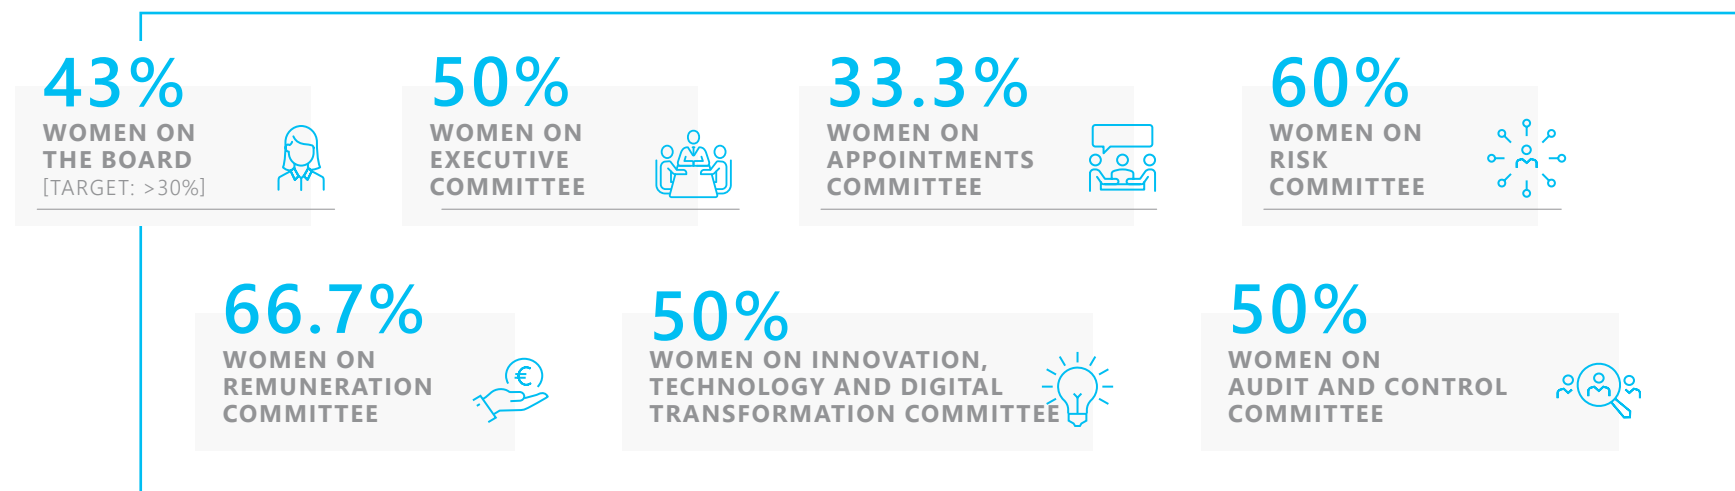 43%
WOMEN ON
THE BOARD
[TARGET: >30%]
50%
WOMEN ON
EXECUTIVE
COMMITTEE
33.3%
WOMEN ON
APPOINTMENTS
COMMITTEE
60%
WOMEN ON
RISK
COMMITTEE
66.7%
WOMEN ON
REMUNERATION
COMMITTEE
€
50%
WOMEN ON INNOVATION,
TECHNOLOGY AND DIGITAL
TRANSFORMATION COMMITTEE
50%
WOMEN ON
AUDIT AND CONTROL
COMMITTEE